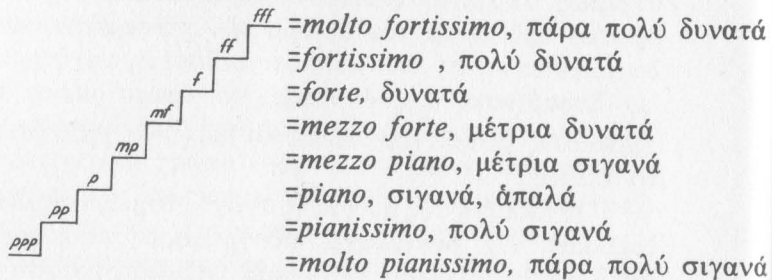 fff =molto fortissimo, πάρα πολύ δυνατά
ff =fortissimo , πολύ δυνατά
f =forte, δυνατά
mf =mezzo forte, μέτρια δυνατά
mp =mezzo piano, μέτρια σιγανά
p =piano, σιγανά, ἁπαλά
pp =pianissimo, πολύ σιγανά
ppp =molto pianissimo, πάρα πολύ σιγανά